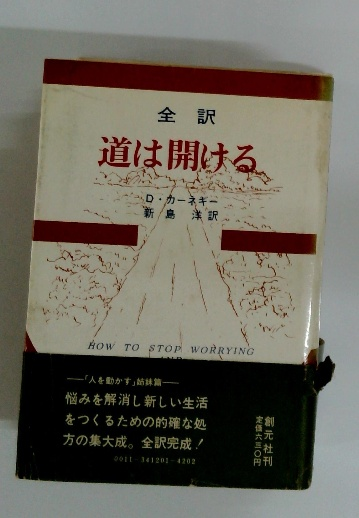 全訳
道は開ける
D・カーネギー
新島 洋訳
HOW TO STOP WORRYING
――「人を動かす」姉妹篇――
悩みを解消し新しい生活
をつくるための的確な処
方の集大成。全訳完成!
創元社刊
定価六三〇円
0011-341201-4202